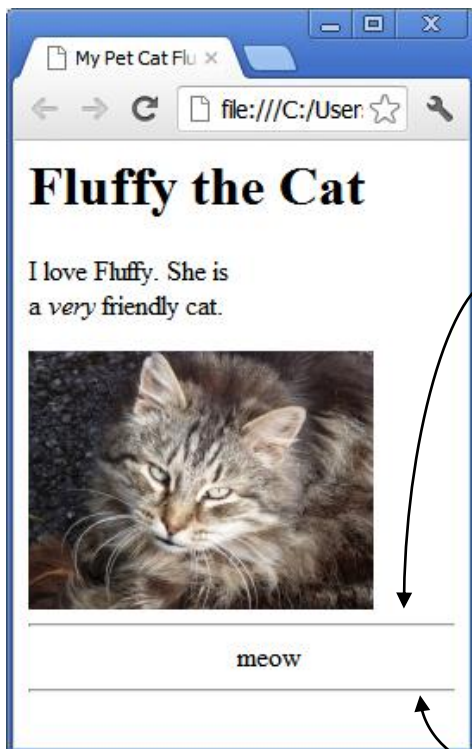 My Pet Cat Flu
file:///C:/User
Fluffy the Cat
I love Fluffy. She is
a very friendly cat.
meow